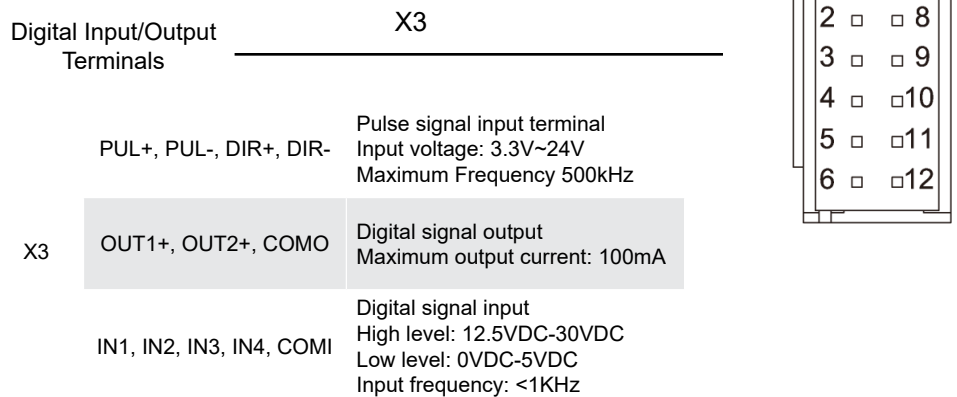 Digital Input/Output
Terminals
X3
2 8
3 9
4 10
5 11
6 12
PUL+, PUL-, DIR+, DIR-
Pulse signal input terminal
Input voltage: 3.3V~24V
Maximum Frequency 500kHz
X3
OUT1+, OUT2+, COMO
Digital signal output
Maximum output current: 100mA
IN1, IN2, IN3, IN4, COMI
Digital signal input
High level: 12.5VDC-30VDC
Low level: 0VDC-5VDC
Input frequency: <1KHz